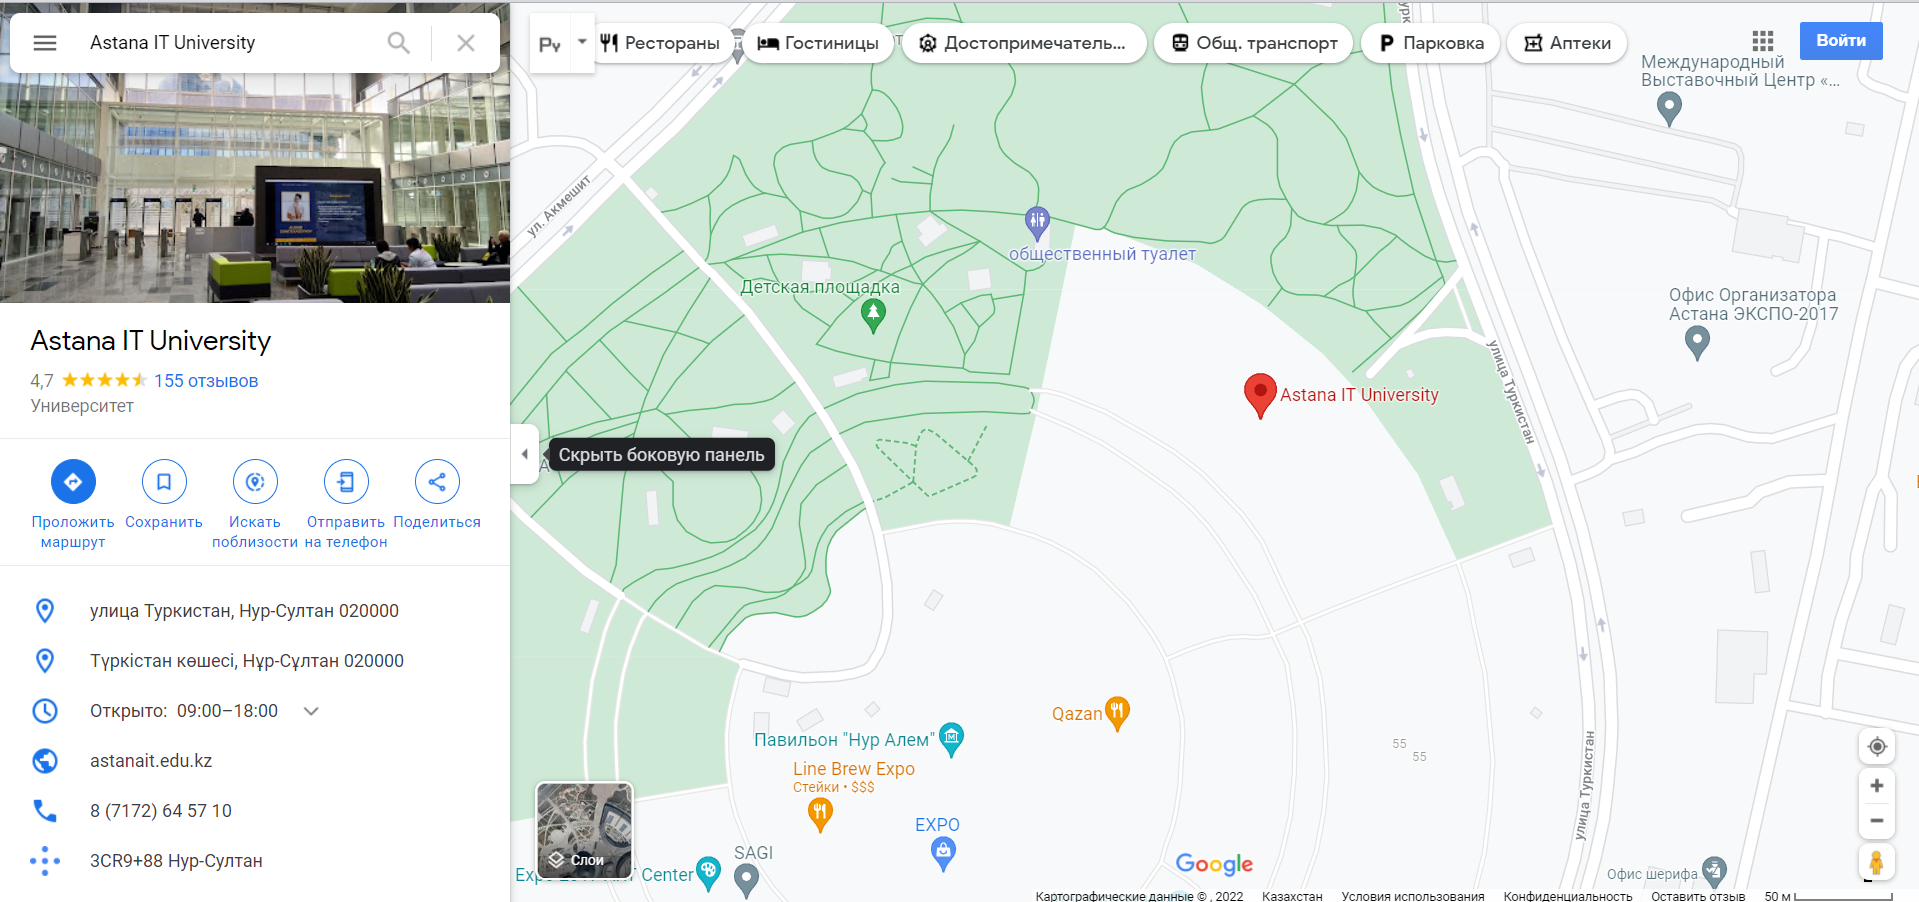 Astana IT University
Astana IT University
4,7
155 отзывов
Университет
Проложить маршрут
Сохранить
Искать поблизости
Отправить на телефон
Поделиться
улица Туркистан, Нур-Султан 020000
Түркістан көшесі, Нұр-Сұлтан 020000
Открыто: 09:00–18:00
astanait.edu.kz
8 (7172) 64 57 10
3CR9+88 Нур-Султан
Ру
Рестораны
Гостиницы
Достопримечатель...
Общ. транспорт
Парковка
Аптеки
Войти
Международный
Выставочный Центр «...
ул. Акмешит
общественный туалет
Детская площадка
Офис Организатора
Астана ЭКСПО-2017
улица Туркистан
Astana IT University
Скрыть боковую панель
Qazan
Павильон "Нур Алем"
Line Brew Expo
Стейки • $$$
55
55
улица Туркистан
EXPO
SAGI
Слои
Center
Google
Офис шерифа
Картографические данные © , 2022
Казахстан
Условия использования
Конфиденциальность
Оставить отзыв
50 м